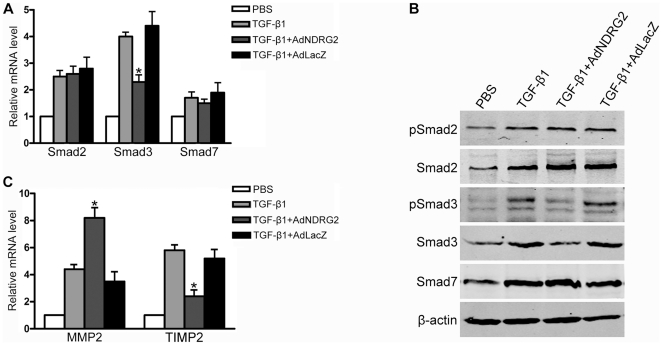 A
Relative mRNA level
5
4
3
2
1
0
PBS
TGF-β1
TGF-β1+AdNDRG2
TGF-β1+AdLacZ
*
Smad2 Smad3 Smad7
B
PBS
TGF-β1
TGF-β1+AdNDRG2
TGF-β1+AdLacZ
pSmad2
Smad2
pSmad3
Smad3
Smad7
β-actin
C
Relative mRNA level
10
8
6
4
2
0
PBS
TGF-β1
TGF-β1+AdNDRG2
TGF-β1+AdLacZ
*
*
MMP2 TIMP2